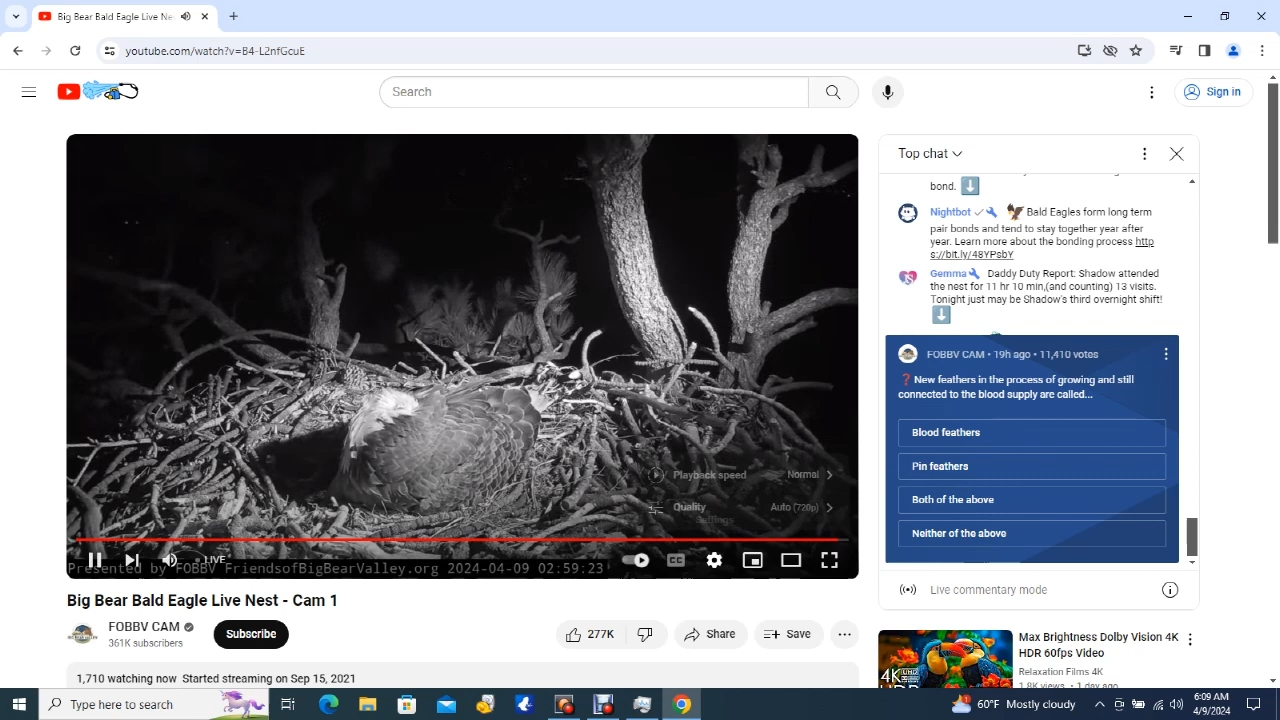 Big Bear Bald Eagle Live Ne
youtube.com/watch?v=B4-L2nfGcuE
Search
Sign in
Top chat
bond.
Nightbot Bald Eagles form long term
pair bonds and tend to stay together year after
year. Learn more about the bonding process http
s://bit.ly/48YPsbY
Gemma Daddy Duty Report: Shadow attended
the nest for 11 hr 10 min,(and counting) 13 visits.
Tonight just may be Shadow's third overnight shift!
FOBBV CAM • 19h ago • 11,410 votes
❓New feathers in the process of growing and still
connected to the blood supply are called...
Blood feathers
Pin feathers
Both of the above
Neither of the above
Live commentary mode
Playback speed Normal
Quality Auto (720p)
Settings
LIVE
Presented by FOBBV FriendsofBigBearValley.org 2024-04-09 02:59:23
Big Bear Bald Eagle Live Nest - Cam 1
FOBBV CAM
361K subscribers
Subscribe
277K
Share
Save
1,710 watching now Started streaming on Sep 15, 2021
Max Brightness Dolby Vision 4K
HDR 60fps Video
Relaxation Films 4K
1.8K views • 1 day ago
4K
HDR
Type here to search
60°F Mostly cloudy
6:09 AM
4/9/2024